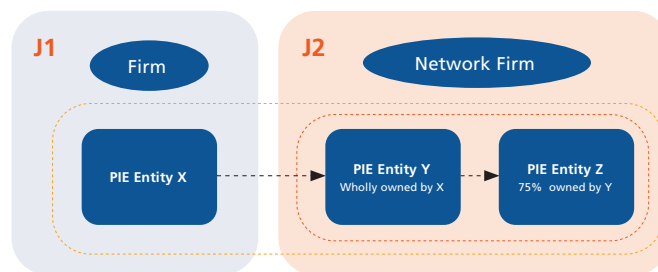 J1
Firm
J2
Network Firm
PIE Entity X
PIE Entity Y
Wholly owned by X
PIE Entity Z
75% owned by Y